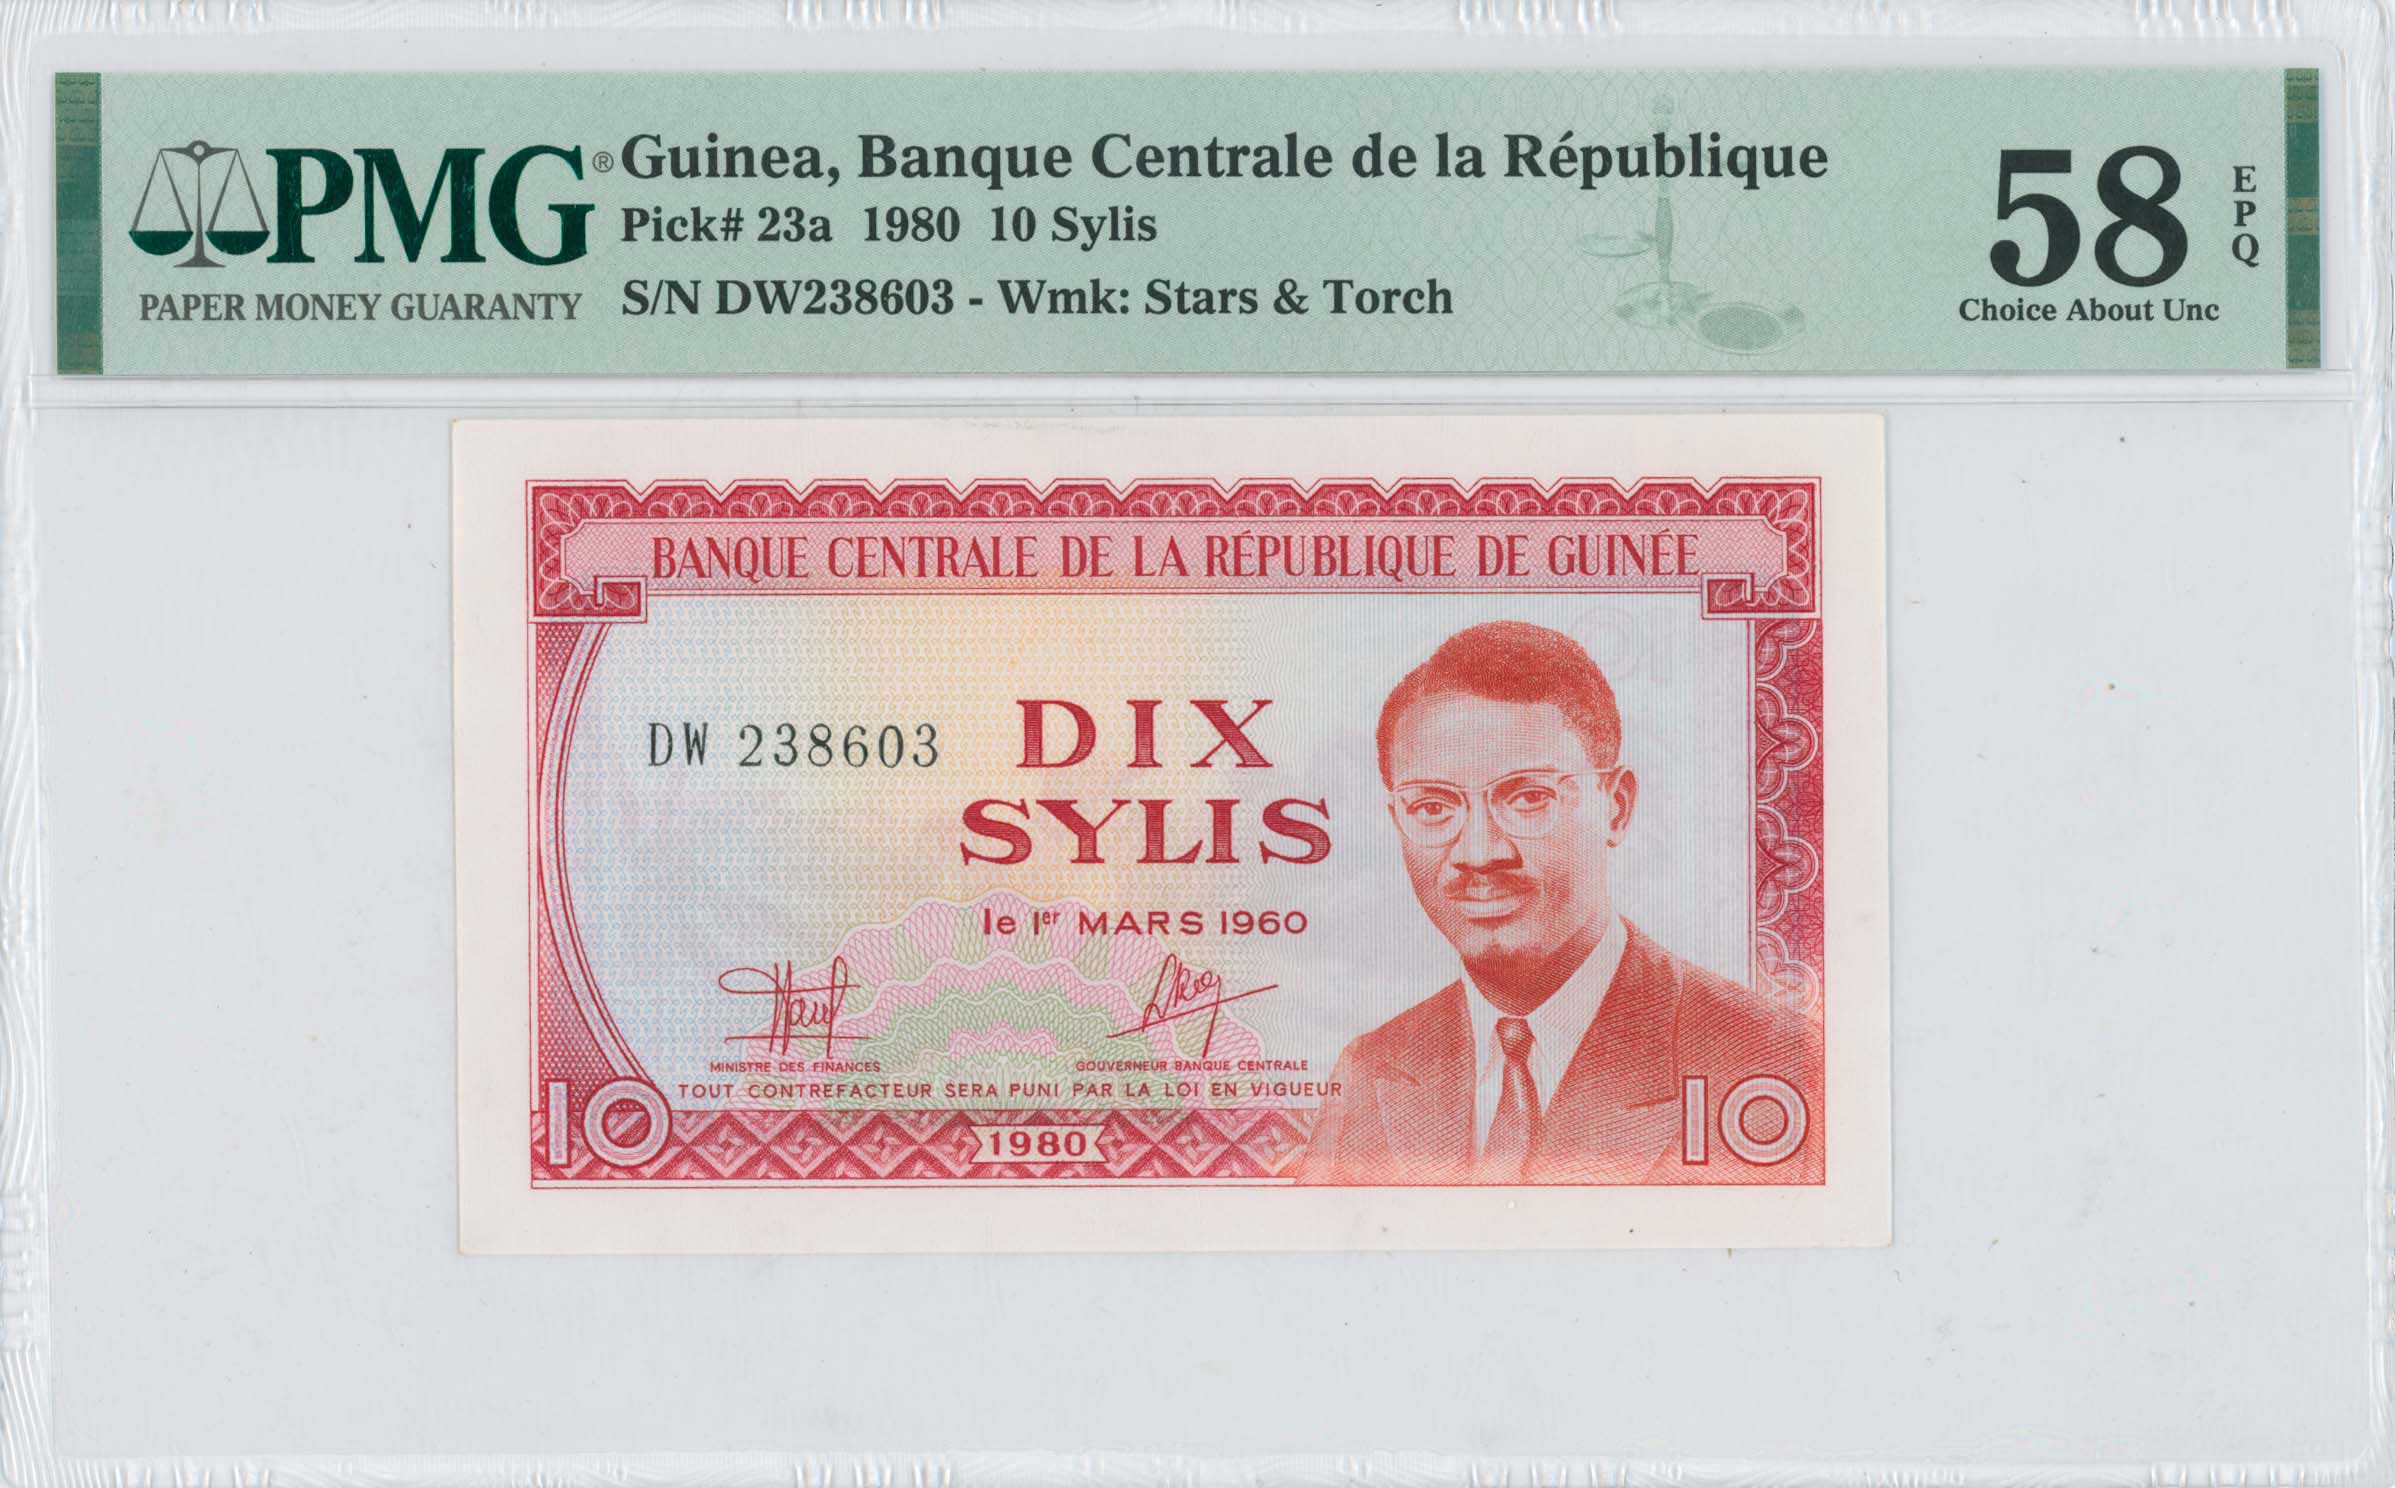 PMG®
PAPER MONEY GUARANTY
Guinea, Banque Centrale de la République
Pick# 23a 1980 10 Sylis
S/N DW238603 - Wmk: Stars & Torch
58
EPQ
Choice About Unc
BANQUE CENTRALE DE LA RÉPUBLIQUE DE GUINÉE
DW 238603
DIX
SYLIS
le 1er MARS 1960
MINISTRE DES FINANCES
GOUVERNEUR BANQUE CENTRALE
TOUT CONTREFACTEUR SERA PUNI PAR LA LOI EN VIGUEUR
10
1980
10